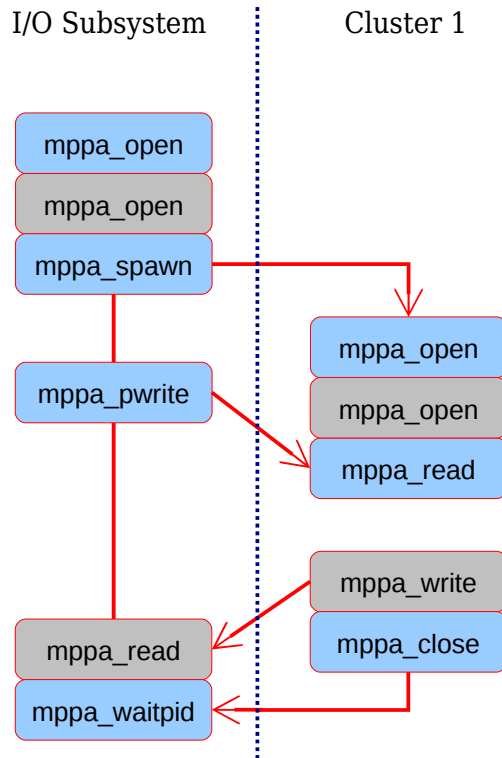 I/O Subsystem
Cluster 1
mppa_open
mppa_open
mppa_spawn
mppa_pwrite
mppa_read
mppa_waitpid
mppa_open
mppa_open
mppa_read
mppa_write
mppa_close